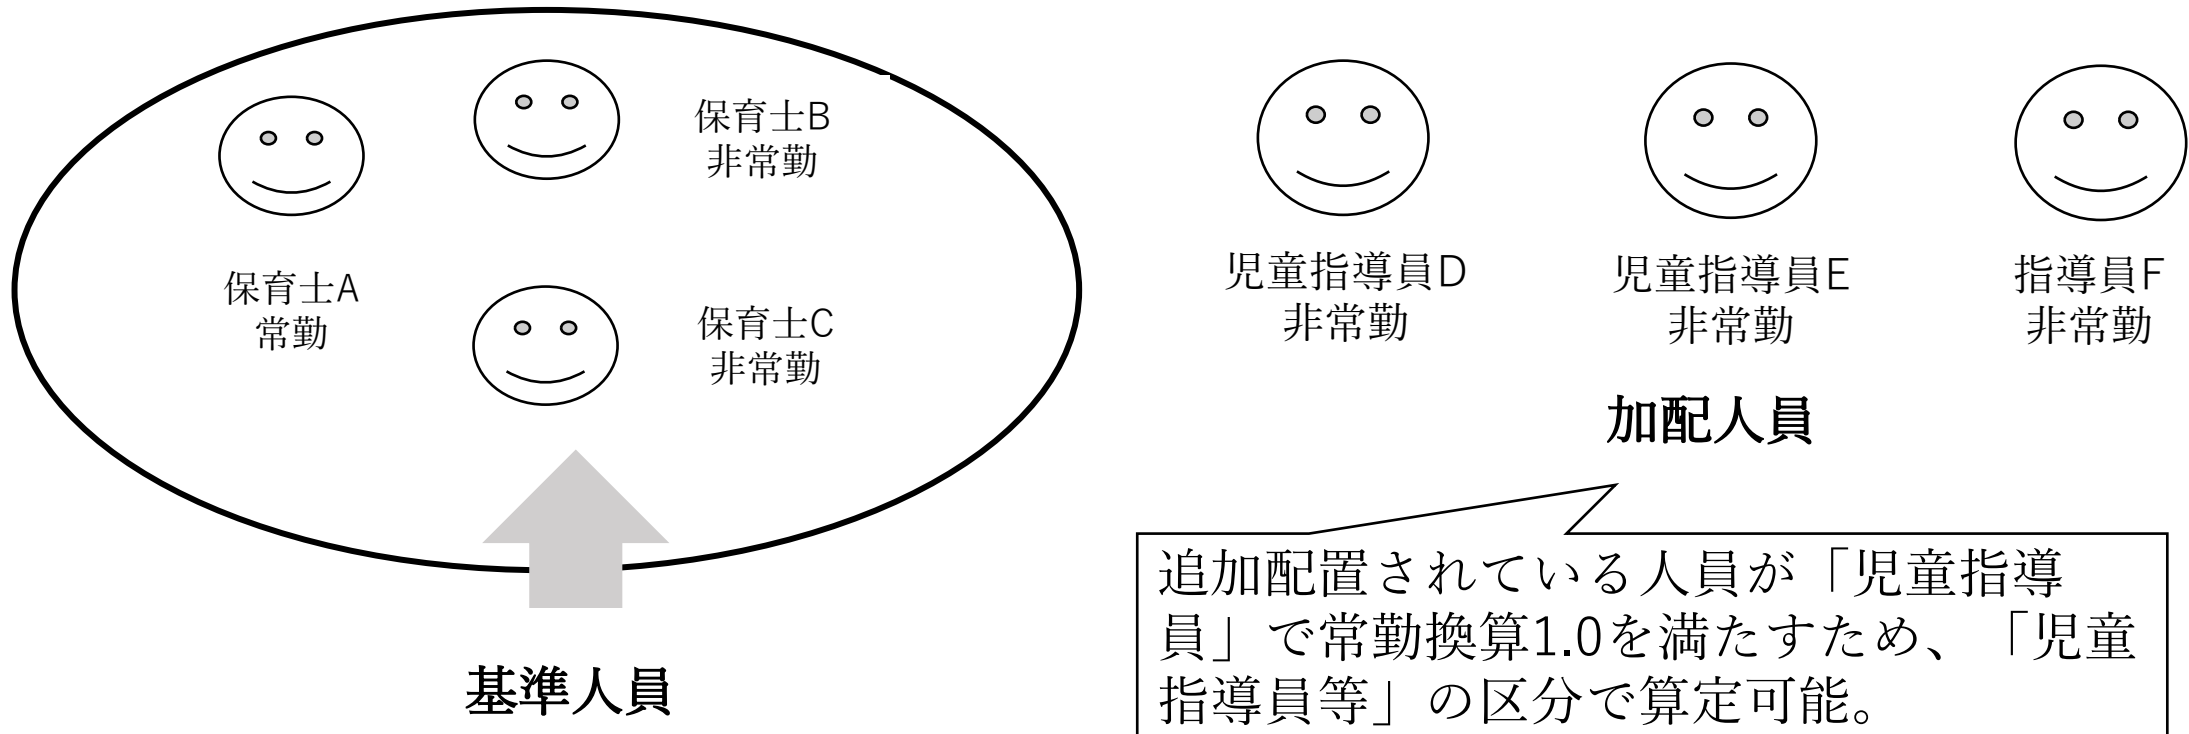 保育士A
常勤
保育士B
非常勤
保育士C
非常勤
基準人員
児童指導員D
非常勤
児童指導員E
非常勤
指導員F
非常勤
加配人員
追加配置されている人員が「児童指導
員」で常勤換算1.0を満たすため、「児童
指導員等」の区分で算定可能。